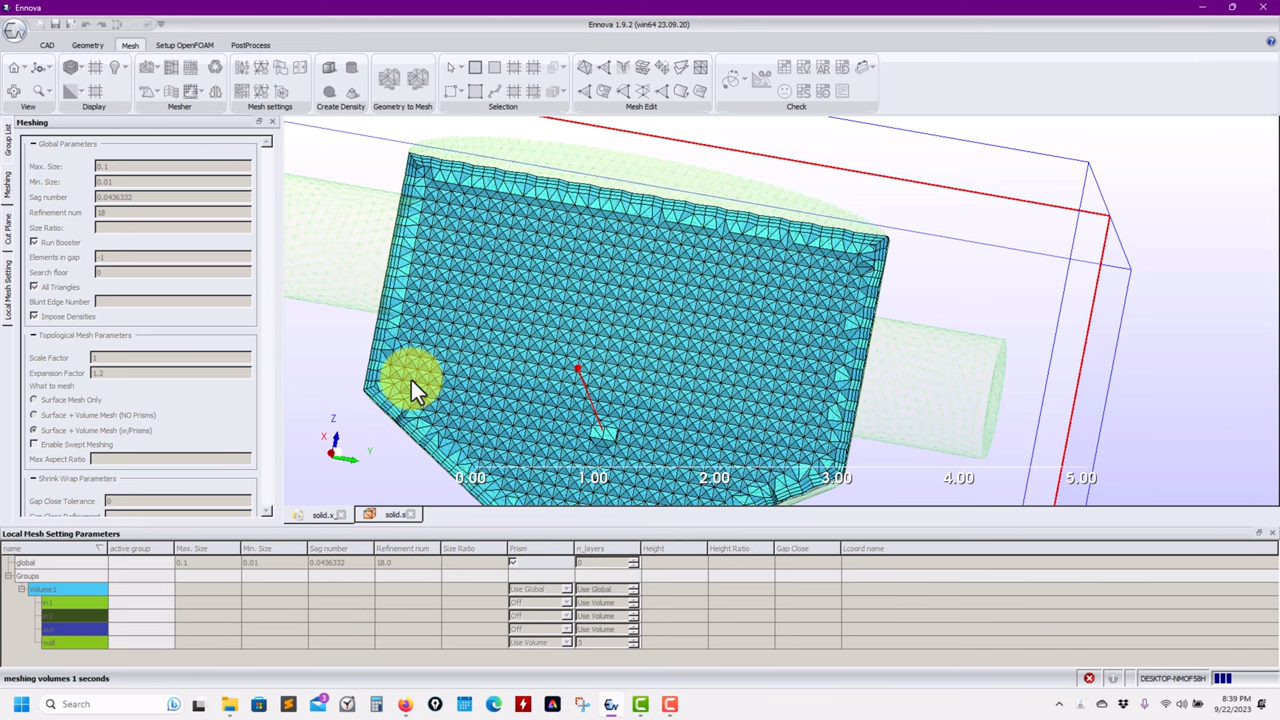 Ennova
Ennova 1.9.2 (win64 23.09.20)
CAD Geometry Mesh Setup OpenFOAM PostProcess
View Display Mesher Mesh settings Create Density Geometry to Mesh Selection Mesh Edit Check
Meshing
Group List
Meshing
Cut Plane
Local Mesh Setting
Global Parameters
Max. Size: 0.1
Min. Size: 0.01
Sag number 0.0436332
Refinement num 18
Size Ratio:
Run Booster
Elements in gap -1
Search floor 0
All Triangles
Blunt Edge Number
Impose Densities
Topological Mesh Parameters
Scale Factor 1
Expansion Factor 1.2
What to mesh
Surface Mesh Only
Surface + Volume Mesh (NO Prisms)
Surface + Volume Mesh (w/Prisms)
Enable Swept Meshing
Max Aspect Ratio
Shrink Wrap Parameters
Gap Close Tolerance 0
Gap Close Refinement
Z
X
Y
0.00 1.00 2.00 3.00 4.00 5.00
solid.x_ solid.s
Local Mesh Setting Parameters
name active group Max. Size Min. Size Sag number Refinement num Size Ratio Prism n_layers Height Height Ratio Gap Close Lcoord name
global 0.1 0.01 0.0436332 18.0 0
Groups
Volume1 Use Global Use Global
in1 Off Use Volume
in2 Off Use Volume
out Off Use Volume
wall Use Volume 3
meshing volumes 1 seconds
DESKTOP-NMOF5BH
Search
3
8:39 PM
9/22/2023